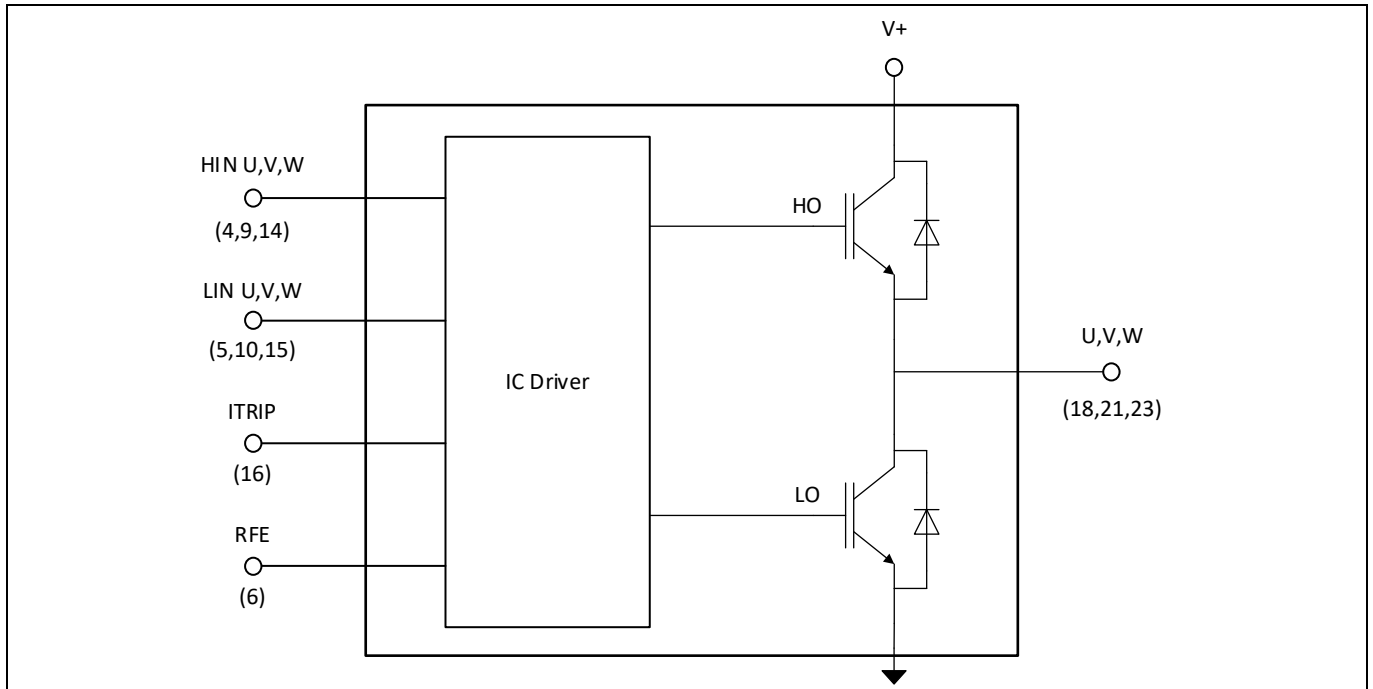 V+
HIN U,V,W
(4,9,14)
HO
LIN U,V,W
(5,10,15)
U,V,W
(18,21,23)
IC Driver
ITRIP
(16)
LO
RFE
(6)